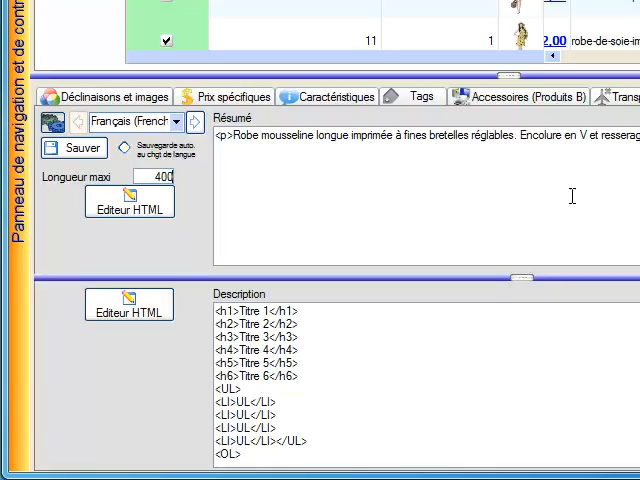 Panneau de navigation et de contr
11 1 2,00 robe-de-soie-im
Déclinaisons et images Prix spécifiques Caractéristiques Tags Accessoires (Produits B) Transp
Français (French
Résumé
Sauver
Sauvegarde auto.
au chgt de langue
<p>Robe mousseline longue imprimée à fines bretelles réglables. Encolure en V et resserag
Longueur maxi 400
Editeur HTML
Description
Editeur HTML
<h1>Titre 1</h1>
<h2>Titre 2</h2>
<h3>Titre 3</h3>
<h4>Titre 4</h4>
<h5>Titre 5</h5>
<h6>Titre 6</h6>
<UL>
<LI>UL</LI>
<LI>UL</LI>
<LI>UL</LI>
<LI>UL</LI></UL>
<OL>